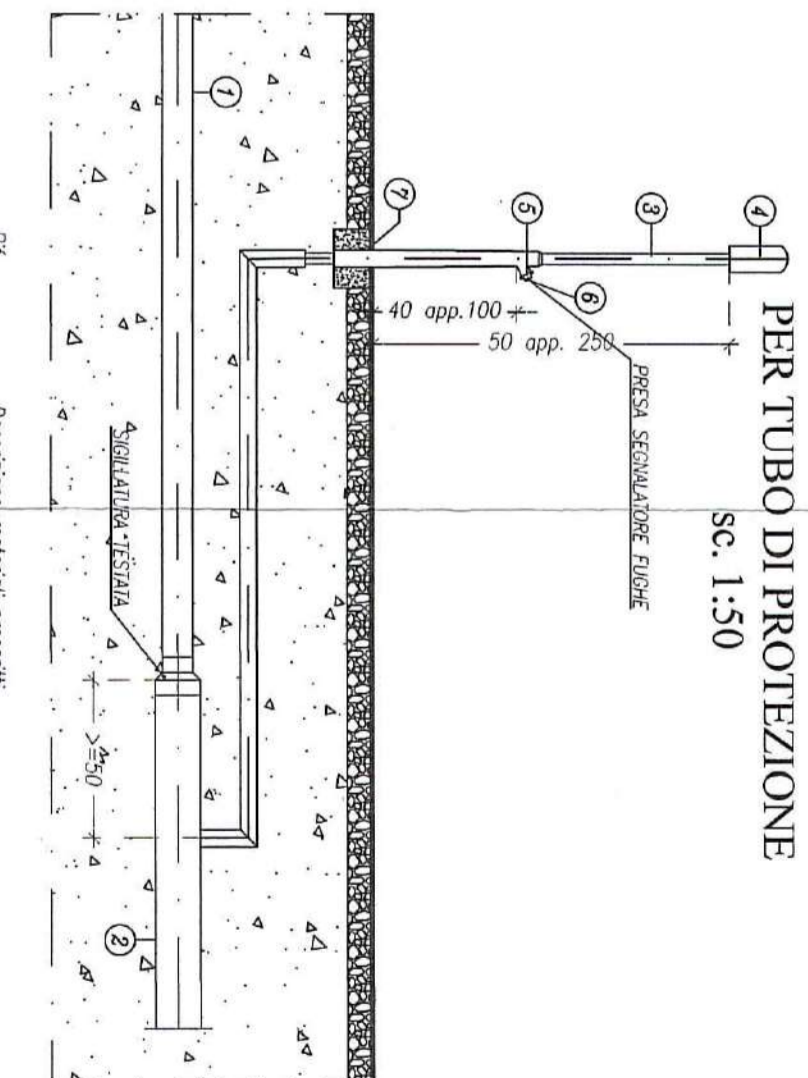 PER TUBO DI PROTEZIONE
sc. 1:50
4
3
5
6
7
1
2
40 app.100
50 app. 250
PRESA SEGNALATORE FUGHE
SIGILLATURA TESTATA
>=50